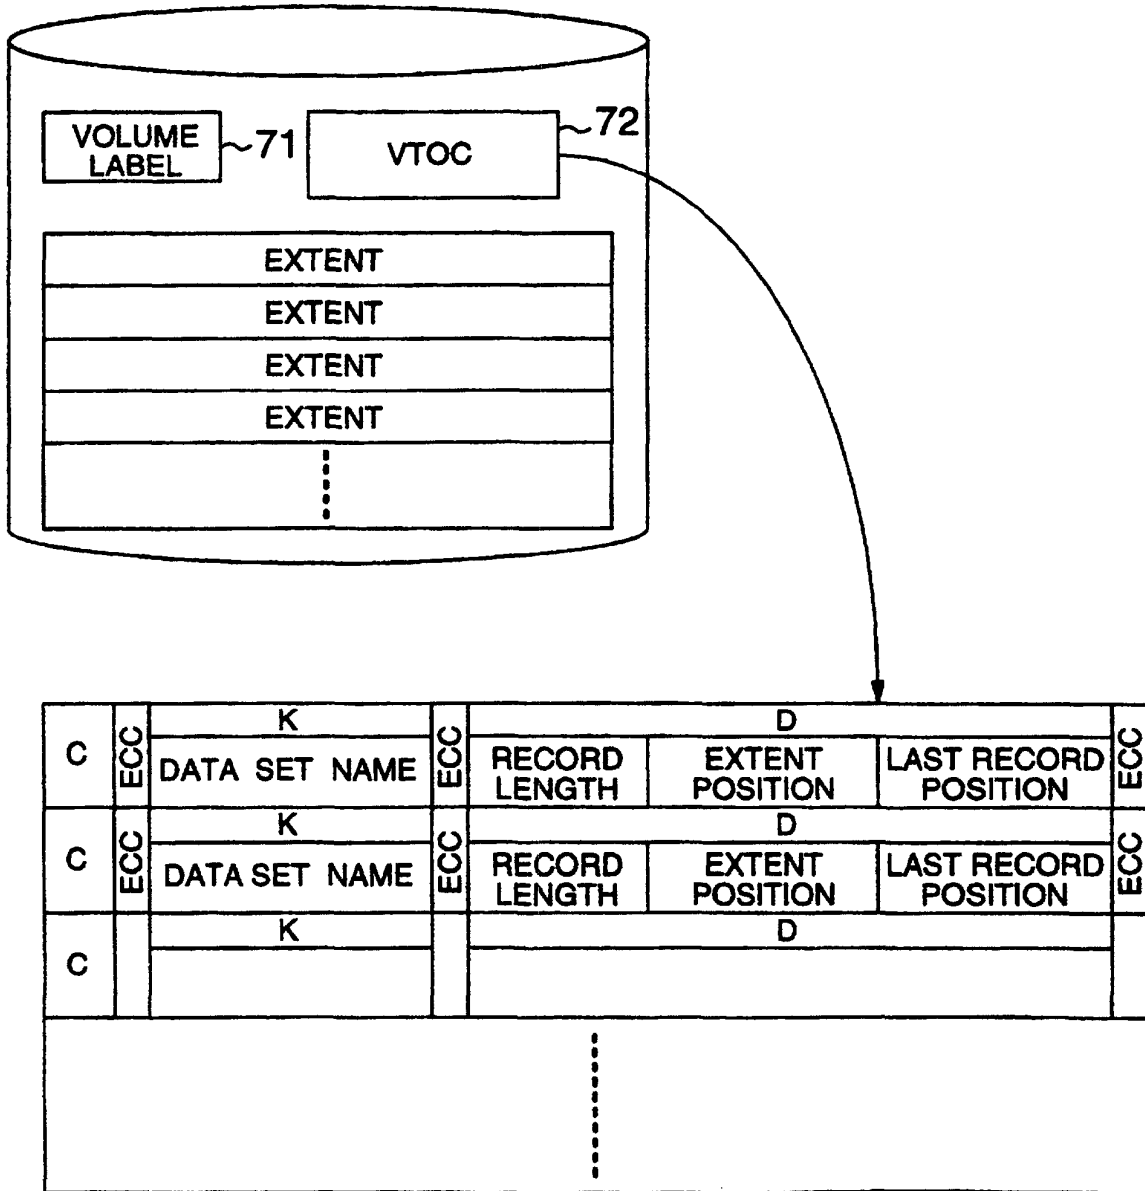 VOLUME
LABEL
71
VTOC
72
EXTENT
EXTENT
EXTENT
EXTENT
C
ECC
K
DATA SET NAME
ECC
D
RECORD
LENGTH
EXTENT
POSITION
LAST RECORD
POSITION
ECC
C
ECC
K
DATA SET NAME
ECC
D
RECORD
LENGTH
EXTENT
POSITION
LAST RECORD
POSITION
ECC
C
K
D